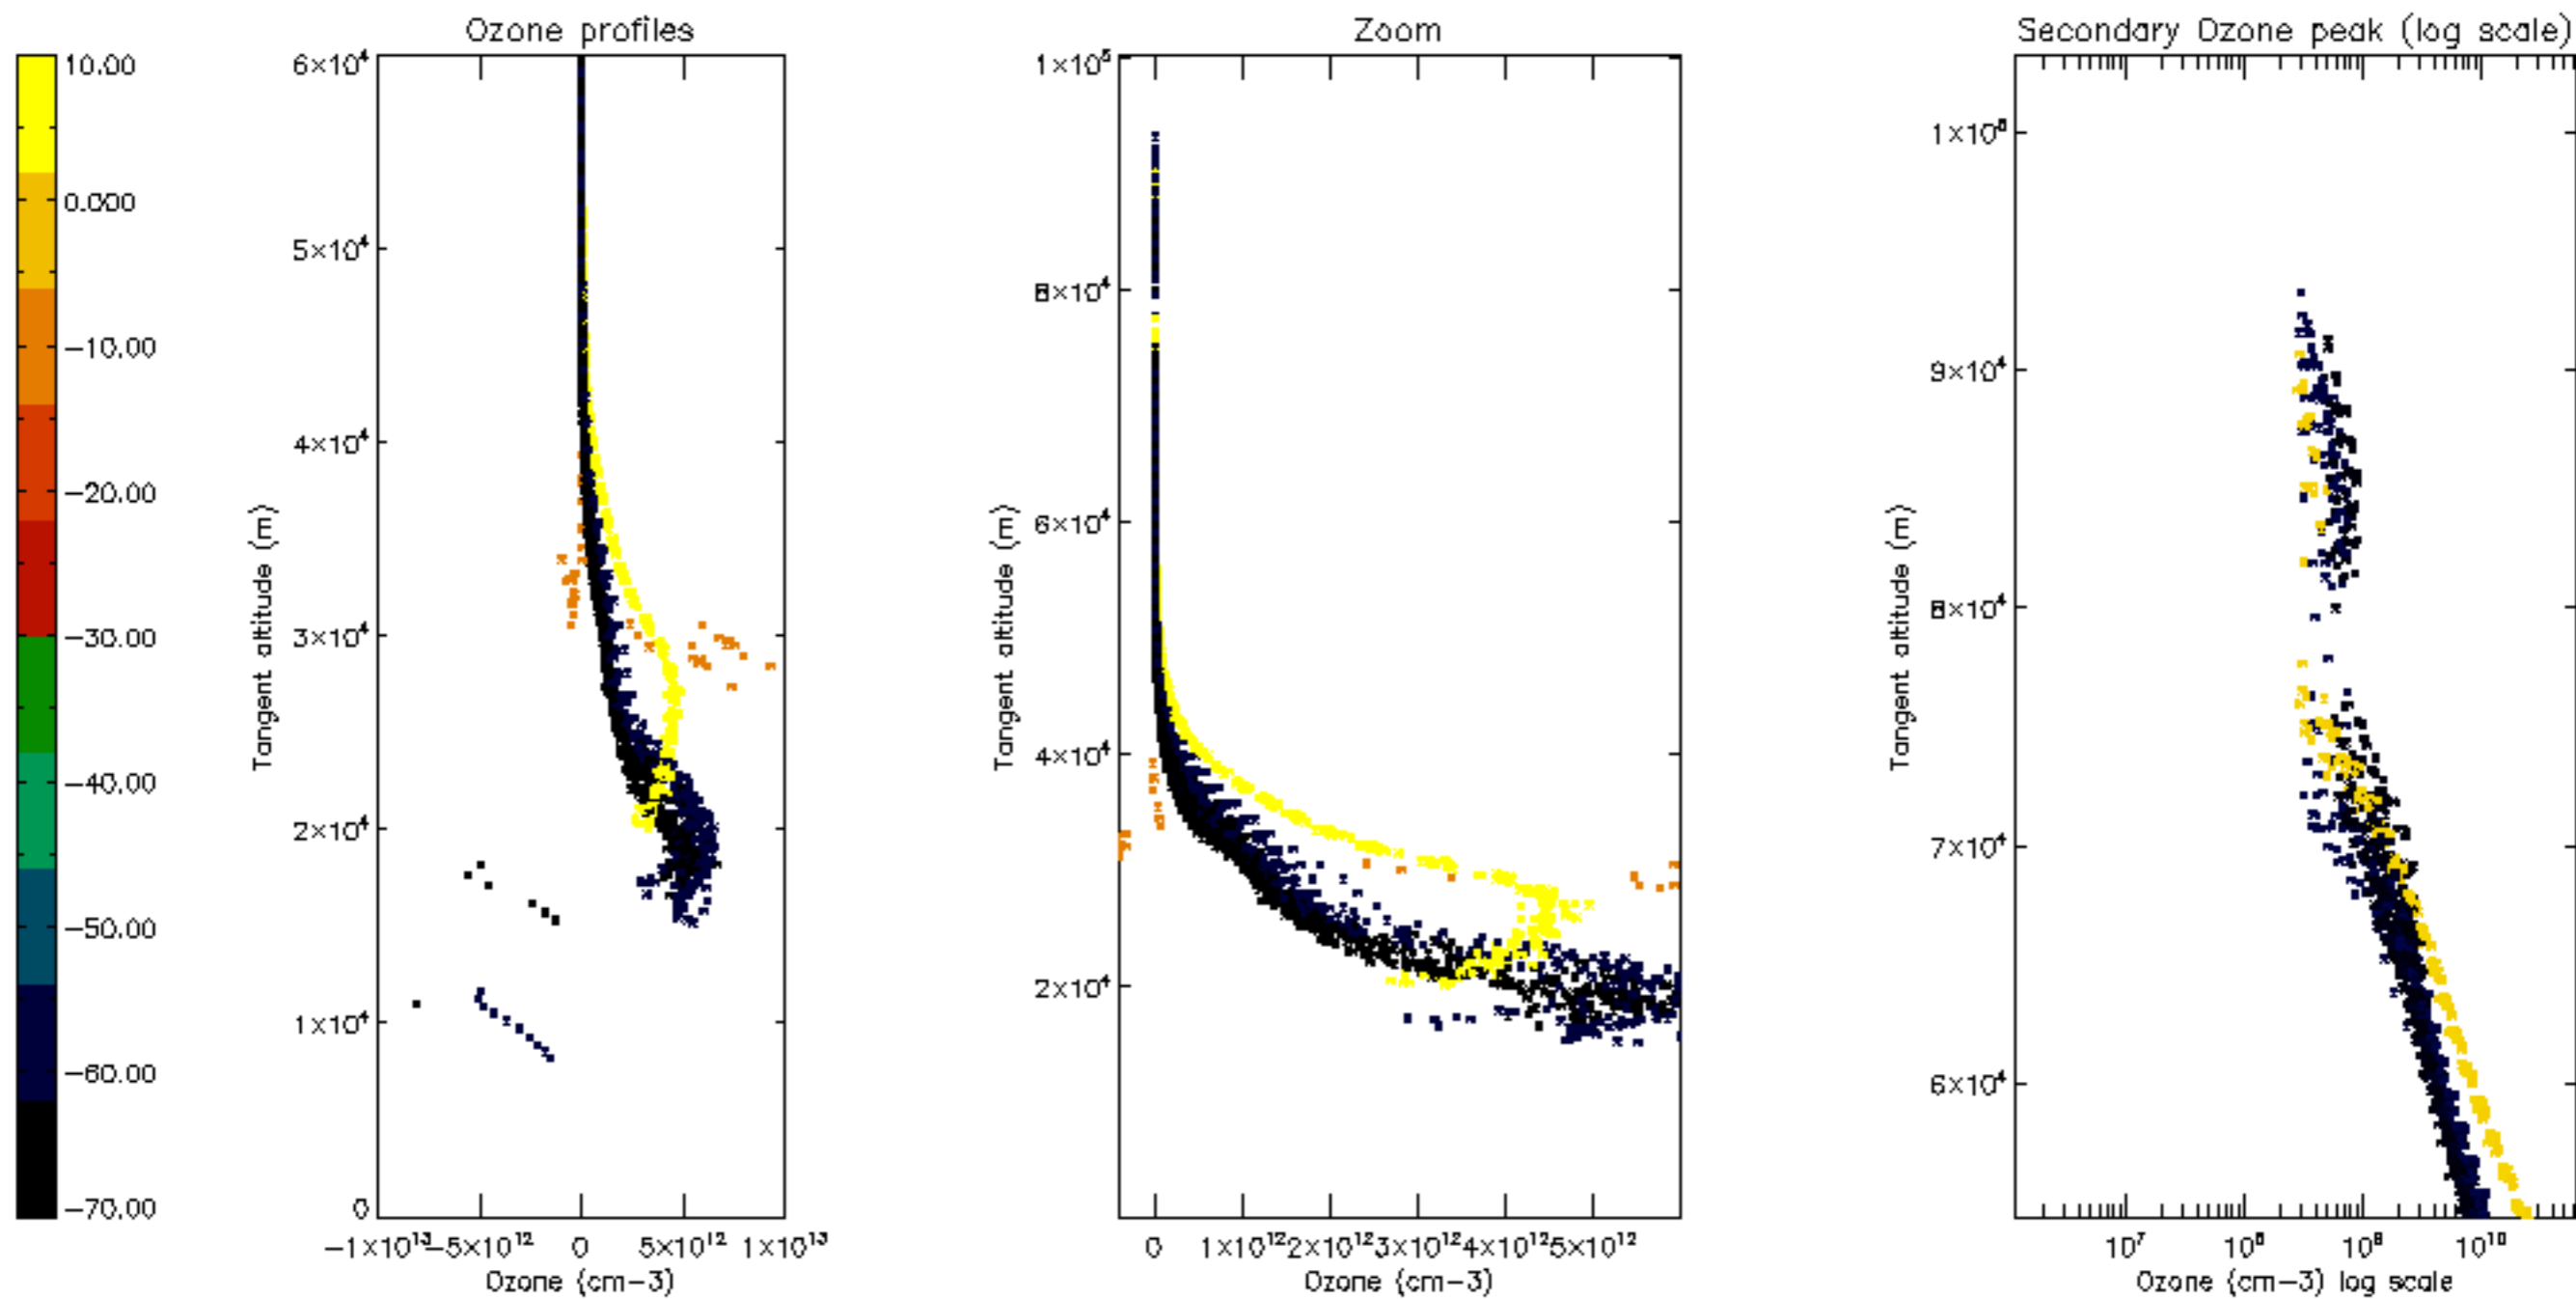 Ozone profiles
Zoom
Secondary Ozone peak (log scale)
10.00
0.000
-10.00
-20.00
-30.00
-40.00
-50.00
-60.00
-70.00
6×10⁴
5×10⁴
4×10⁴
3×10⁴
2×10⁴
1×10⁴
0
Tangent altitude (m)
-1×10¹³ -5×10¹² 0 5×10¹² 1×10¹³
Ozone (cm-3)
1×10⁵
8×10⁴
6×10⁴
4×10⁴
2×10⁴
Tangent altitude (m)
0 1×10¹² 2×10¹² 3×10¹² 4×10¹² 5×10¹²
Ozone (cm-3)
1×10⁵
9×10⁴
8×10⁴
7×10⁴
6×10⁴
Tangent altitude (m)
10⁷ 10⁸ 10⁹ 10¹⁰
Ozone (cm-3) log scale